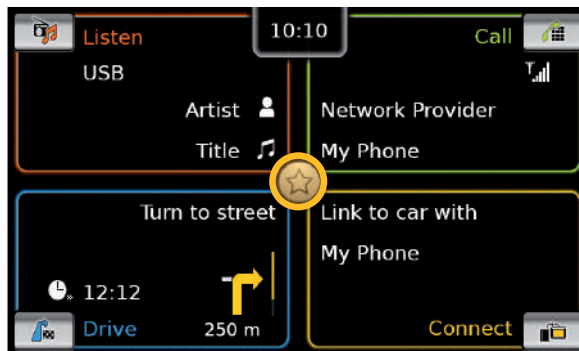 10:10
Listen
USB
Artist
Title
Call
Network Provider
My Phone
Turn to street
12:12
250 m
Drive
Link to car with
My Phone
Connect